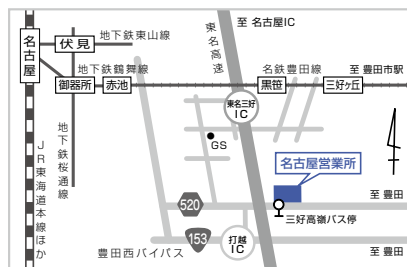 至 名古屋IC
東名高速
名古屋
伏見
地下鉄東山線
地下鉄鶴舞線
名鉄豊田線
至 豊田市駅
御器所
赤池
黒笹
三好ケ丘
東名三好
IC
地下鉄桜通線
GS
JR東海道本線ほか
名古屋営業所
520
至 豊田
三好高嶺バス停
153
打越
IC
豊田西バイパス
至 豊田